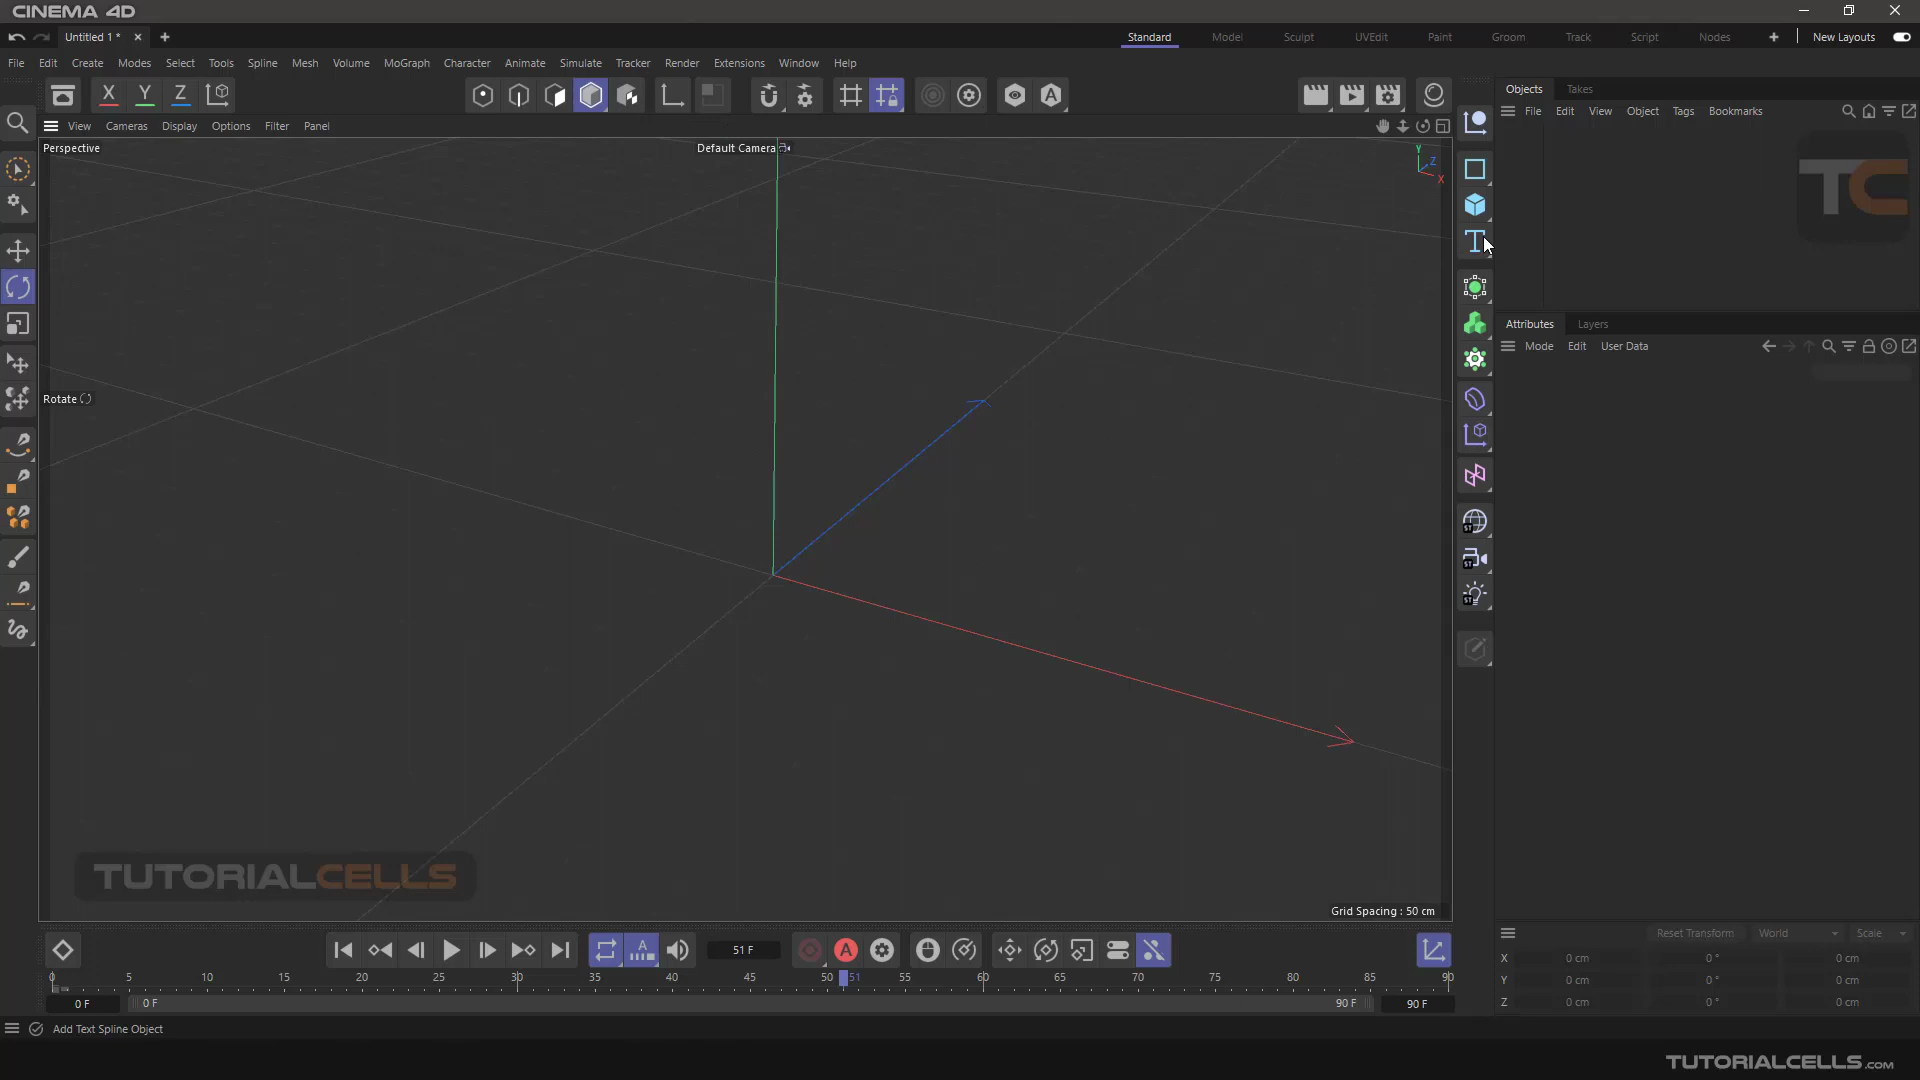 CINEMA 4D
Untitled 1 *
Standard
Model
Sculpt
UVEdit
Paint
Groom
Track
Script
Nodes
New Layouts
File Edit Create Modes Select Tools Spline Mesh Volume MoGraph Character Animate Simulate Tracker Render Extensions Window Help
X Y Z
Objects Takes
View Cameras Display Options Filter Panel
File Edit View Object Tags Bookmarks
Perspective
Default Camera
Y
Z
X
TC
T
Attributes Layers
Mode Edit User Data
Rotate
ST
ST
ST
TUTORIALCELLS
Grid Spacing : 50 cm
Reset Transform World Scale
51 F
A
A
A
X 0 cm 0 ° 0 cm
Y 0 cm 0 ° 0 cm
Z 0 cm 0 ° 0 cm
0 5 10 15 20 25 30 35 40 45 50 51 55 60 65 70 75 80 85 90
0 F 0 F 90 F 90 F
Add Text Spline Object
TUTORIALCELLS.COM